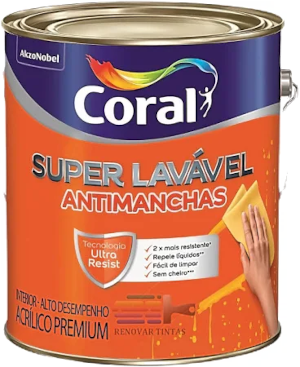 AkzoNobel
Coral
SUPER LAVÁVEL
ANTIMANCHAS
Tecnologia
Ultra
Resist
2 x mais resistente*
Repele líquidos**
Fácil de limpar
Sem cheiro***
INTERIOR - ALTO DESEMPENHO
ACRÍLICO PREMIUM
RENOVAR TINTAS